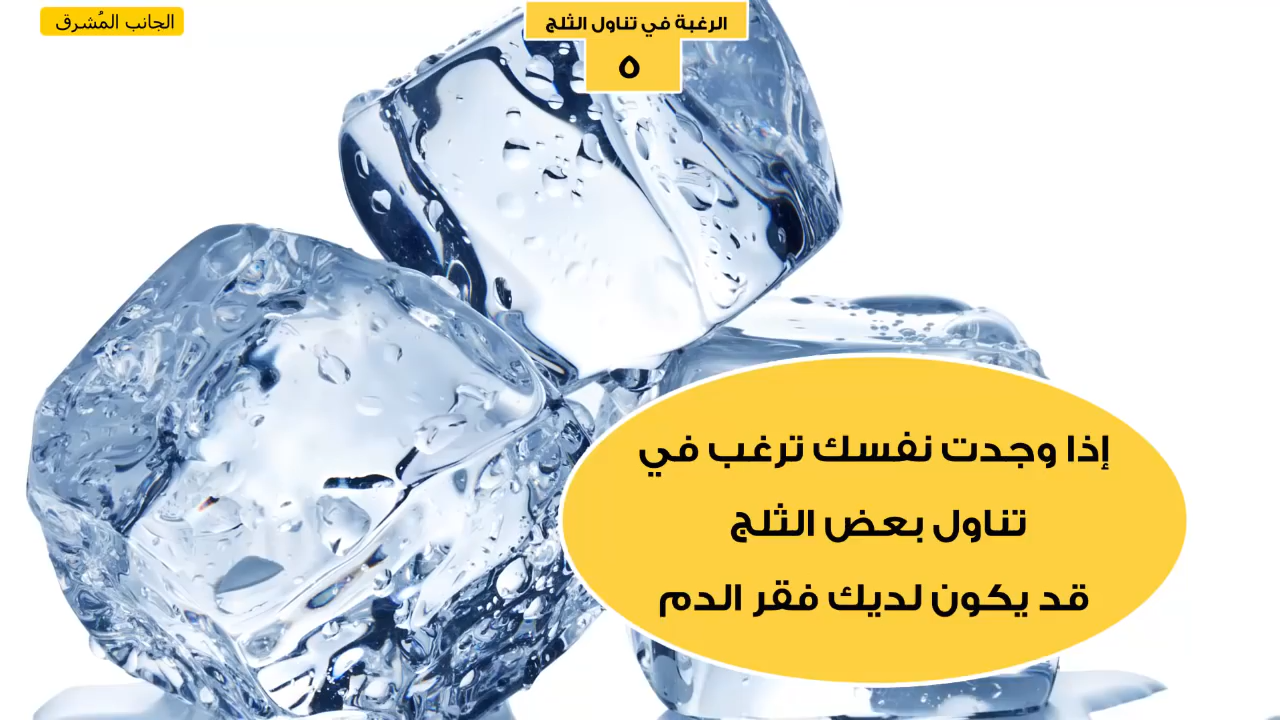 الجانب المُشرق
الرغبة في تناول الثلج
٥
إذا وجدت نفسك ترغب في
تناول بعض الثلج
قد يكون لديك فقر الدم